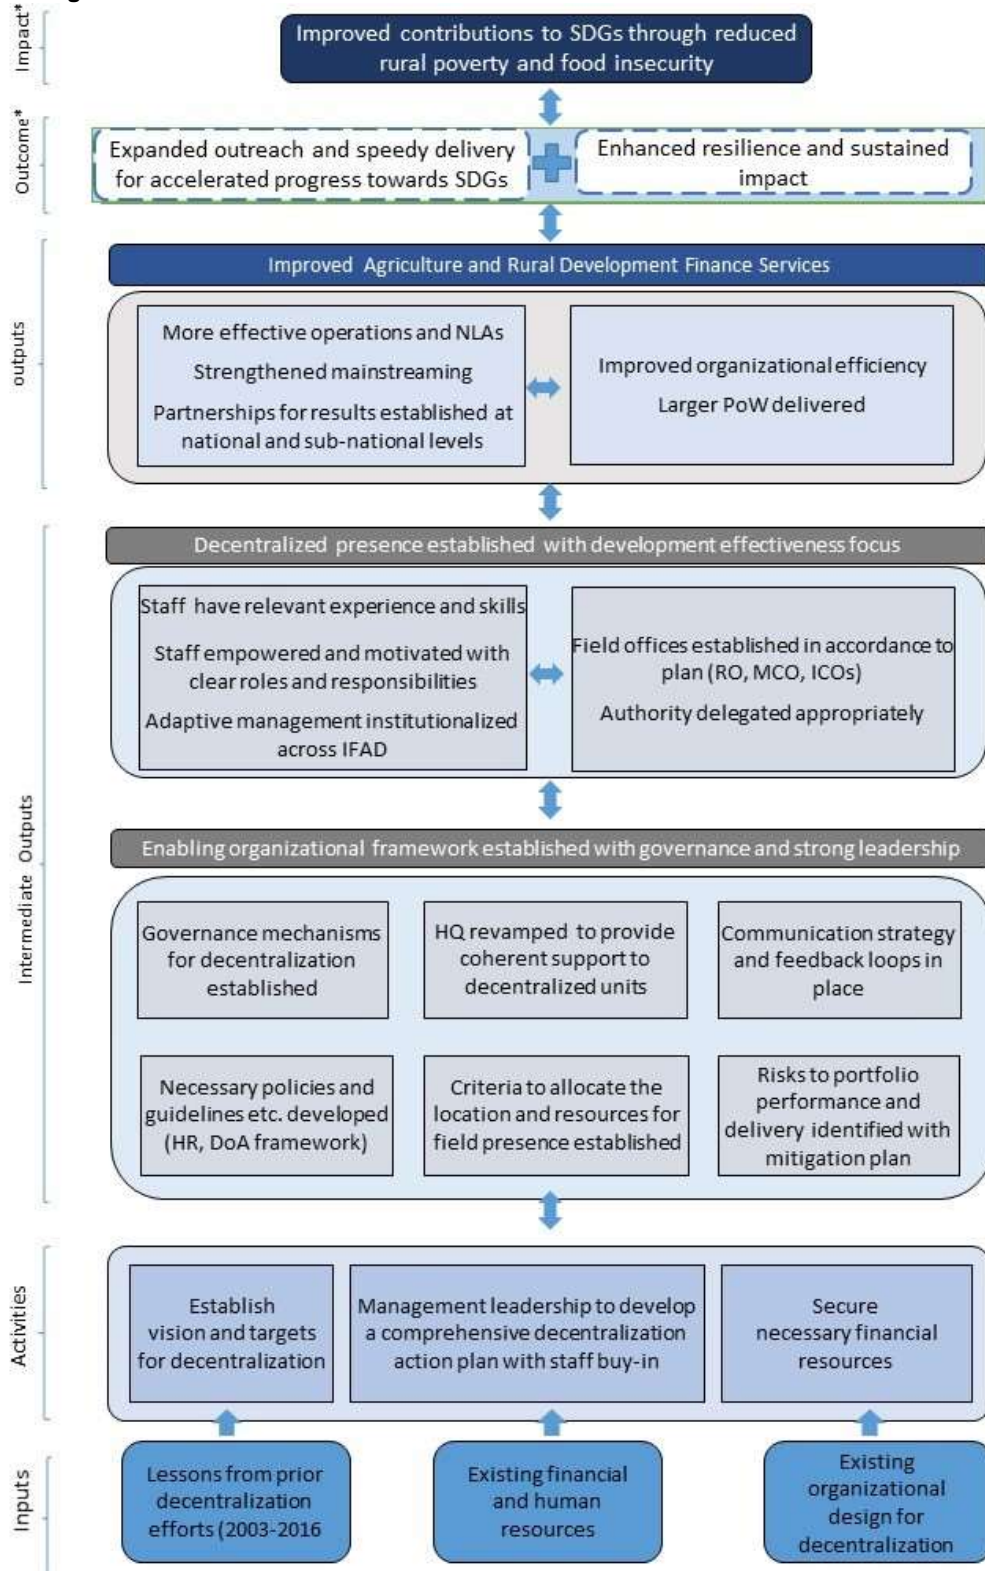 Impact*
Improved contributions to SDGs through reduced
rural poverty and food insecurity
Outcome*
Expanded outreach and speedy delivery
for accelerated progress towards SDGs
Enhanced resilience and sustained
impact
outputs
Improved Agriculture and Rural Development Finance Services
More effective operations and NLAs
Strengthened mainstreaming
Partnerships for results established at
national and sub-national levels
Improved organizational efficiency
Larger PoW delivered
Intermediate Outputs
Decentralized presence established with development effectiveness focus
Staff have relevant experience and skills
Staff empowered and motivated with
clear roles and responsibilities
Adaptive management institutionalized
across IFAD
Field offices established in accordance to
plan (RO, MCO, ICOs)
Authority delegated appropriately
Enabling organizational framework established with governance and strong leadership
Governance mechanisms
for decentralization
established
HQ revamped to provide
coherent support to
decentralized units
Communication strategy
and feedback loops in
place
Necessary policies and
guidelines etc. developed
(HR, DoA framework)
Criteria to allocate the
location and resources for
field presence established
Risks to portfolio
performance and
delivery identified with
mitigation plan
Activities
Establish
vision and targets
for decentralization
Management leadership to develop
a comprehensive decentralization
action plan with staff buy-in
Secure
necessary financial
resources
Inputs
Lessons from prior
decentralization
efforts (2003-2016
Existing financial
and human
resources
Existing
organizational
design for
decentralization